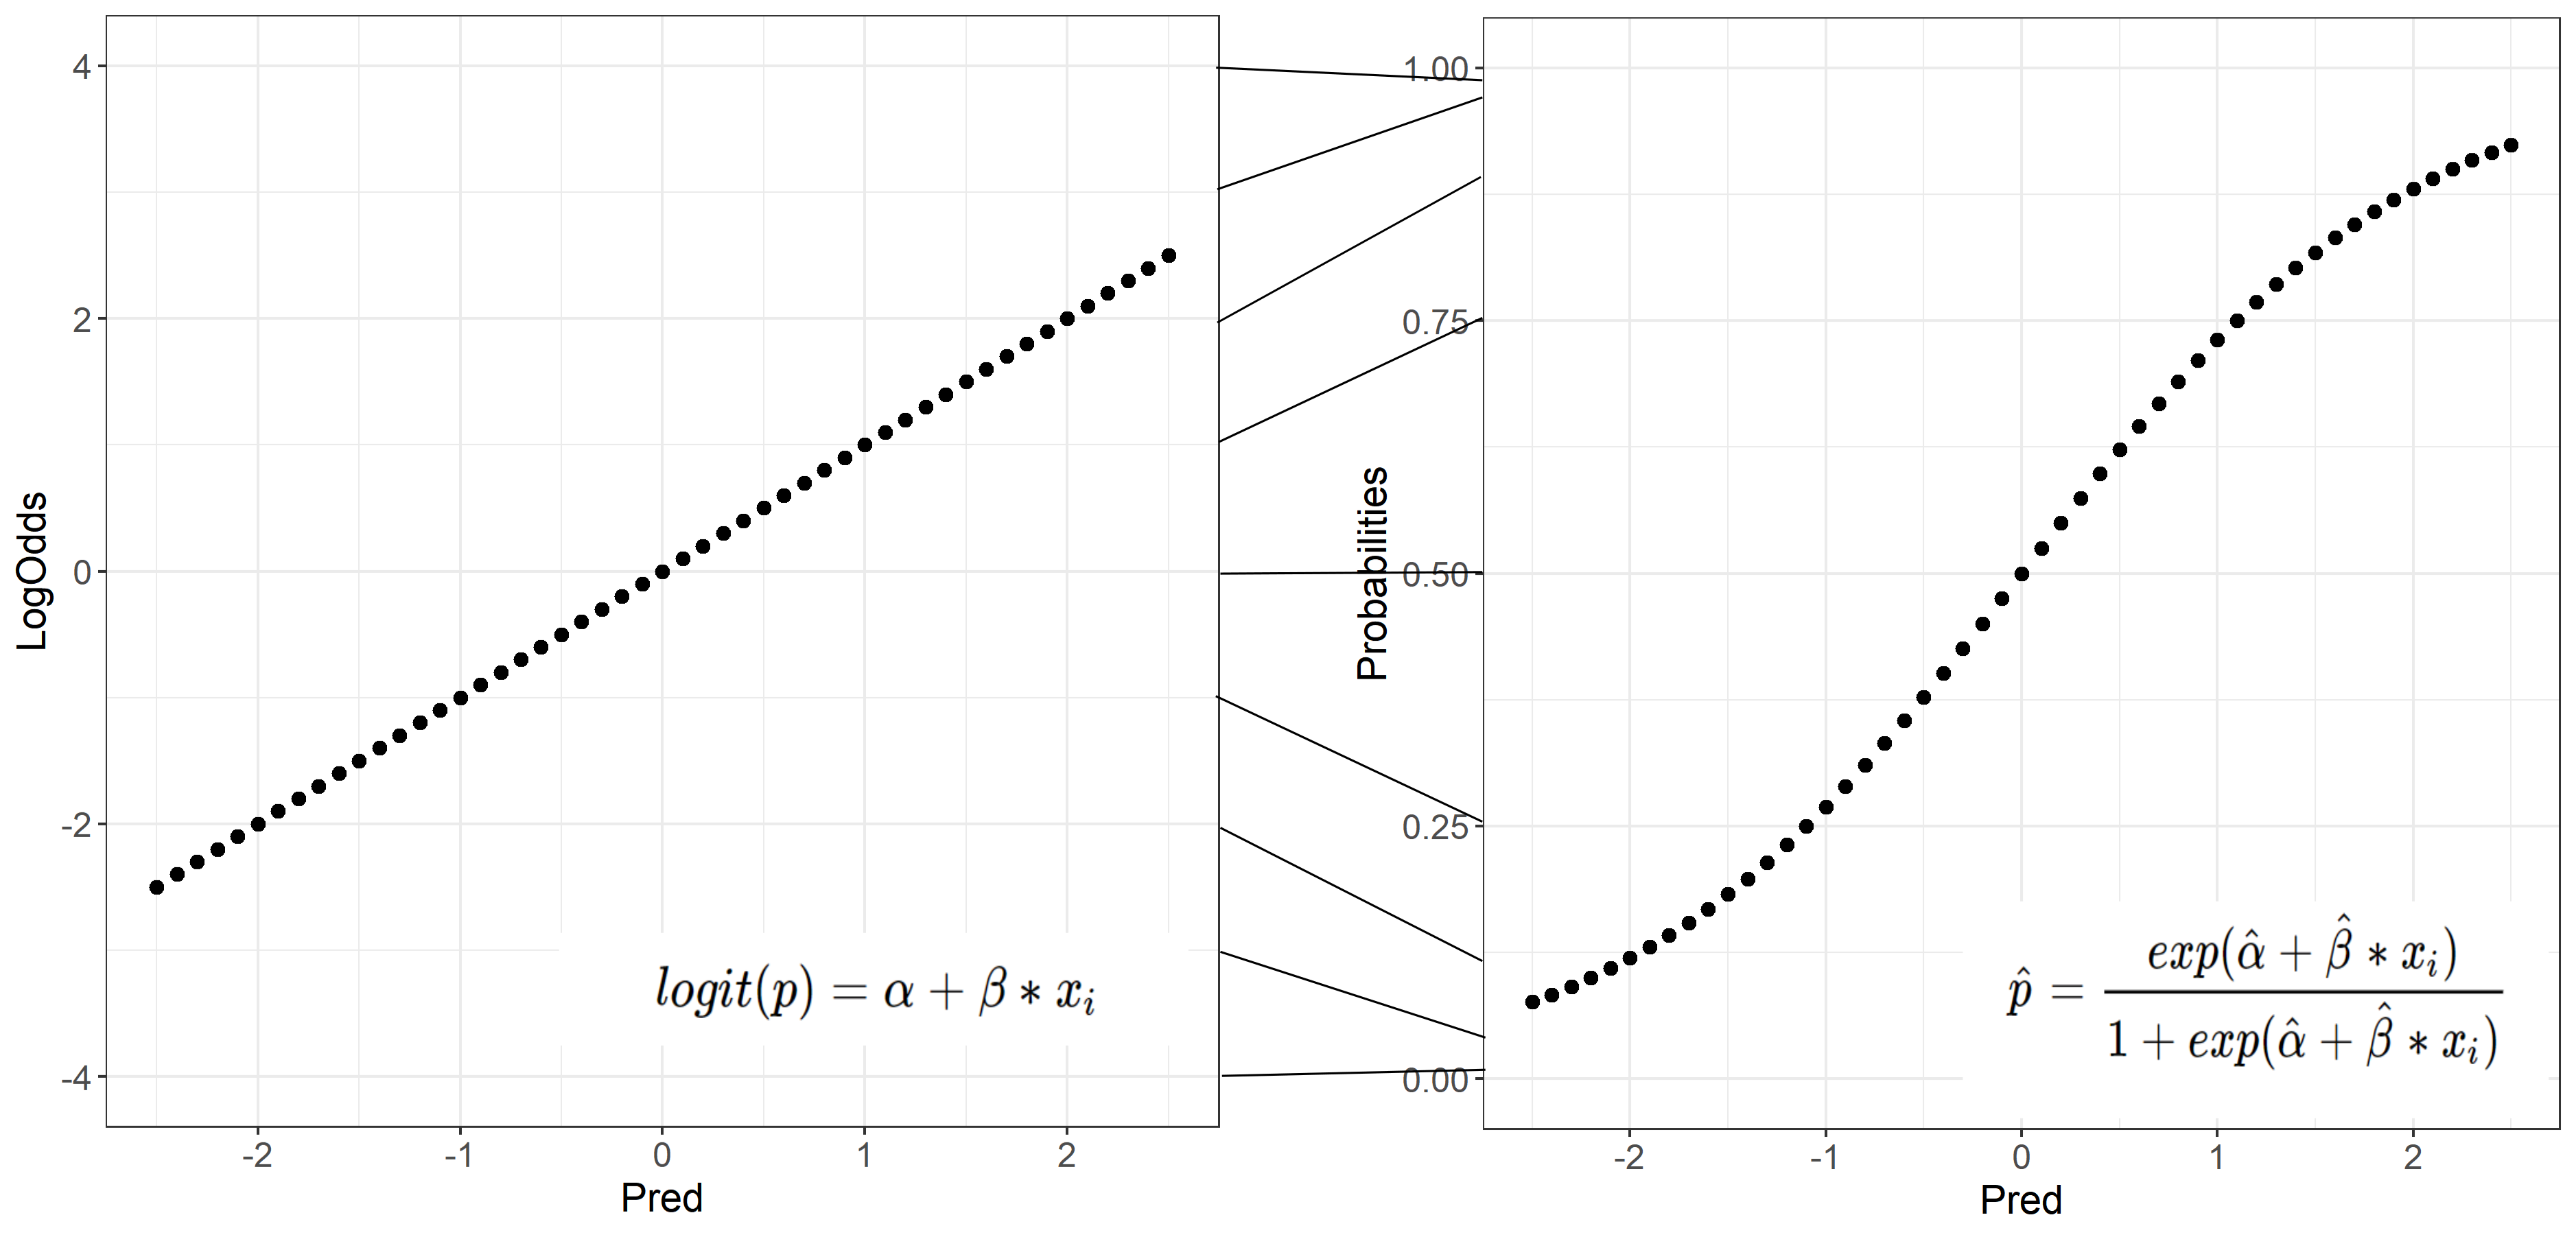 LogOdds
4
2
0
-2
-4
-2 -1 0 1 2
Pred
logit(p) = α + β * xᵢ
Probabilities
1.00
0.75
0.50
0.25
0.00
-2 -1 0 1 2
Pred
p̂ = exp(α̂ + β̂ * xᵢ) / 1 + exp(α̂ + β̂ * xᵢ)